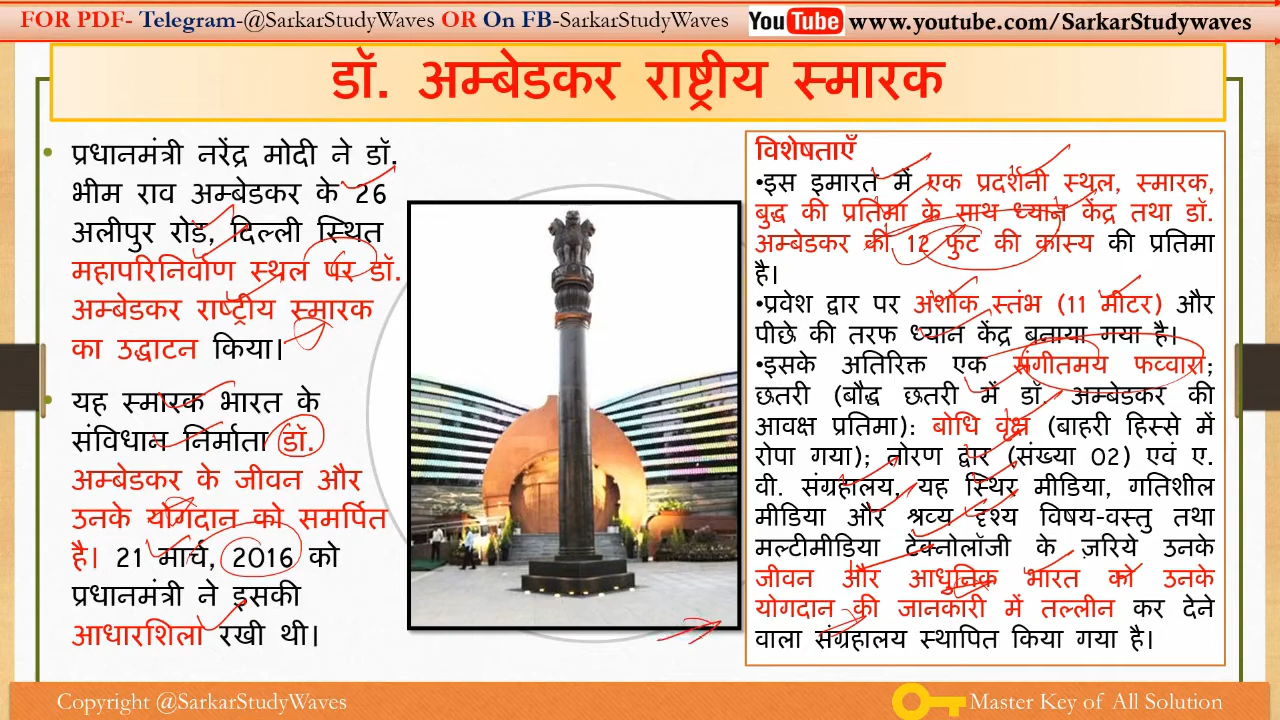 FOR PDF- Telegram-@SarkarStudyWaves OR On FB-SarkarStudyWaves YouTube www.youtube.com/SarkarStudywaves
डॉ. अम्बेडकर राष्ट्रीय स्मारक
• प्रधानमंत्री नरेंद्र मोदी ने डॉ.
भीम राव अम्बेडकर के 26
अलीपुर रोड, दिल्ली स्थित
महापरिनिर्वाण स्थल पर डॉ.
अम्बेडकर राष्ट्रीय स्मारक
का उद्घाटन किया।
• यह स्मारक भारत के
संविधान निर्माता डॉ.
अम्बेडकर के जीवन और
उनके योगदान को समर्पित
है। 21 मार्च, 2016 को
प्रधानमंत्री ने इसकी
आधारशिला रखी थी।
विशेषताएँ
•इस इमारत में एक प्रदर्शनी स्थल, स्मारक,
बुद्ध की प्रतिमा के साथ ध्यान केंद्र तथा डॉ.
अम्बेडकर की 12 फुट की कांस्य की प्रतिमा
है।
•प्रवेश द्वार पर अशोक स्तंभ (11 मीटर) और
पीछे की तरफ ध्यान केंद्र बनाया गया है।
•इसके अतिरिक्त एक संगीतमय फव्वारा;
छतरी (बौद्ध छतरी में डॉ. अम्बेडकर की
आवक्ष प्रतिमा): बोधि वृक्ष (बाहरी हिस्से में
रोपा गया); तोरण द्वार (संख्या 02) एवं ए.
वी. संग्रहालय, यह स्थिर मीडिया, गतिशील
मीडिया और श्रव्य दृश्य विषय-वस्तु तथा
मल्टीमीडिया टेक्नोलॉजी के ज़रिये उनके
जीवन और आधुनिक भारत को उनके
योगदान की जानकारी में तल्लीन कर देने
वाला संग्रहालय स्थापित किया गया है।
Copyright @SarkarStudyWaves
Master Key of All Solution